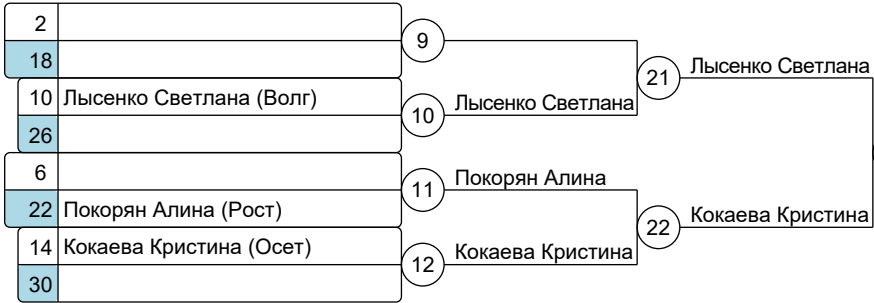 2
9
18
Лысенко Светлана
21
10 Лысенко Светлана (Волг)
Лысенко Светлана
10
26
6
Покорян Алина
11
22 Покорян Алина (Рост)
Кокаева Кристина
22
14 Кокаева Кристина (Осет)
Кокаева Кристина
12
30